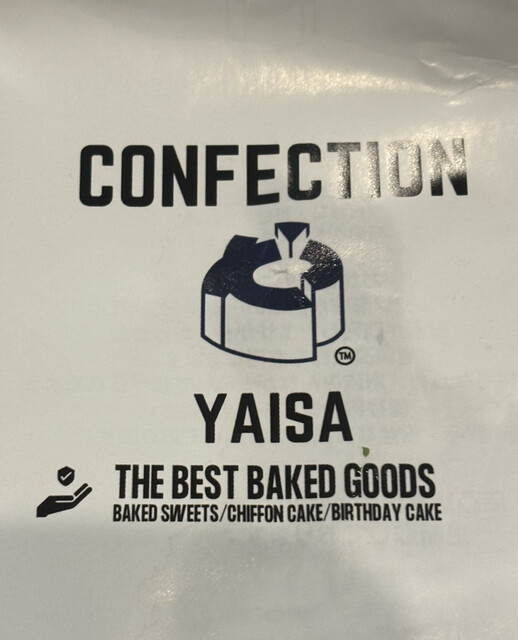 CONFECTION
TM
YAISA
THE BEST BAKED GOODS
BAKED SWEETS/CHIFFON CAKE/BIRTHDAY CAKE